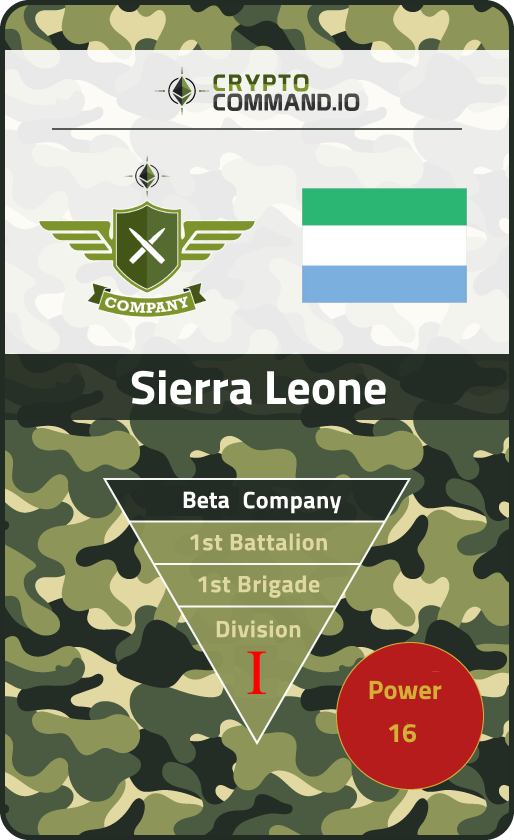 CRYPTO
COMMAND.IO
COMPANY
Sierra Leone
Beta Company
1st Battalion
1st Brigade
Division
I
Power
16